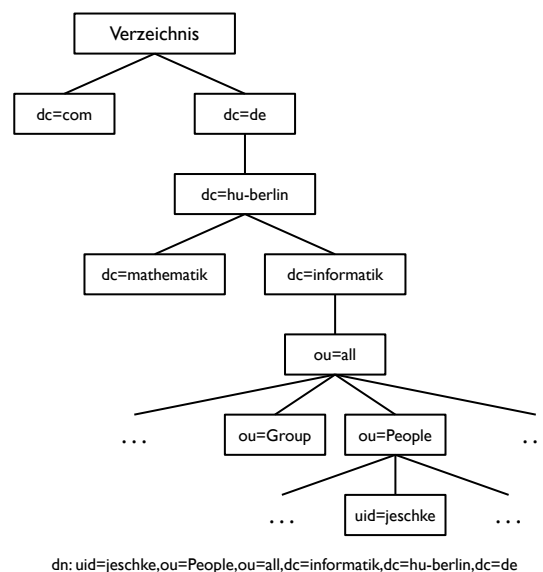 Verzeichnis
dc=com
dc=de
dc=hu-berlin
dc=mathematik
dc=informatik
ou=all
...
ou=Group
ou=People
..
...
uid=jeschke
...
dn: uid=jeschke,ou=People,ou=all,dc=informatik,dc=hu-berlin,dc=de